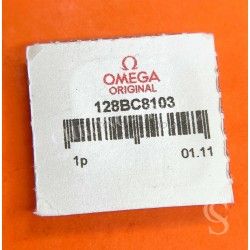 Ω
OMEGA
ORIGINAL
128BC8103
1p 01.11